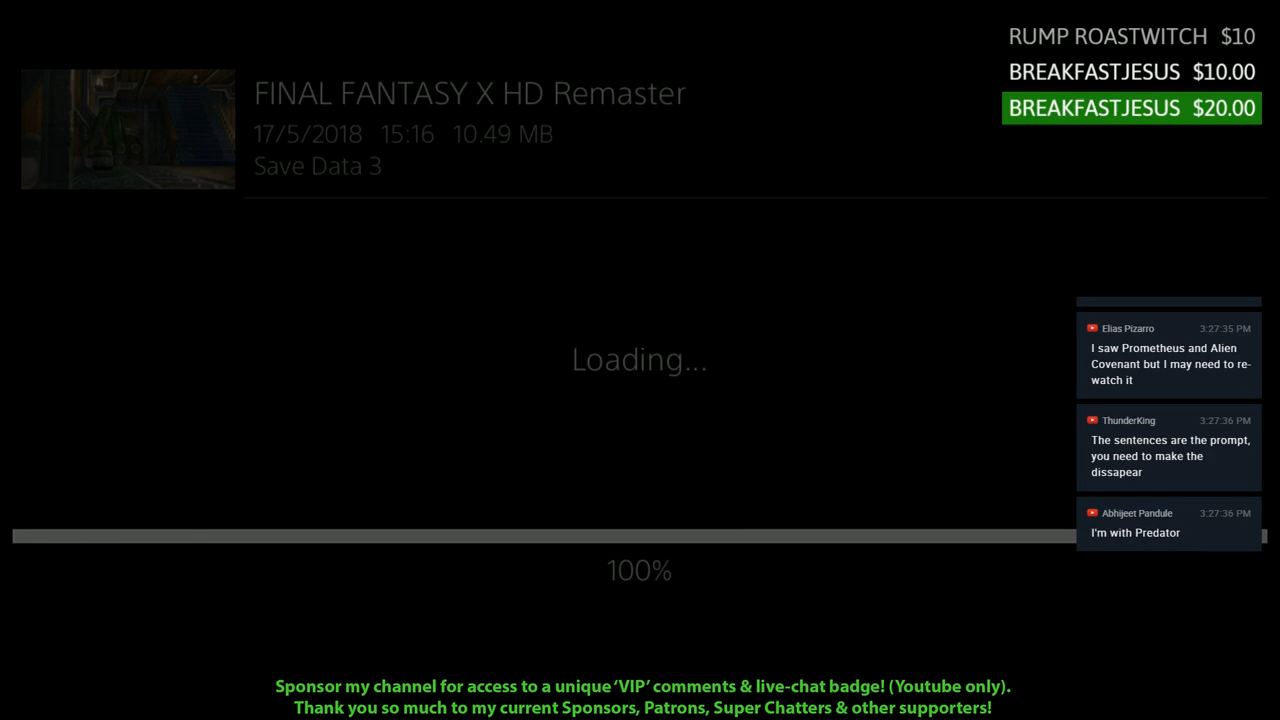 RUMP ROASTWITCH $10
BREAKFASTJESUS $10.00
BREAKFASTJESUS $20.00
FINAL FANTASY X HD Remaster
17/5/2018 15:16 10.49 MB
Save Data 3
Loading...
100%
Elias Pizarro 3:27:35 PM
I saw Prometheus and Alien
Covenant but I may need to re-
watch it
ThunderKing 3:27:36 PM
The sentences are the prompt,
you need to make the
dissapear
Abhijeet Pandule 3:27:36 PM
I'm with Predator
Sponsor my channel for access to a unique ‘VIP’ comments & live-chat badge! (Youtube only).
Thank you so much to my current Sponsors, Patrons, Super Chatters & other supporters!